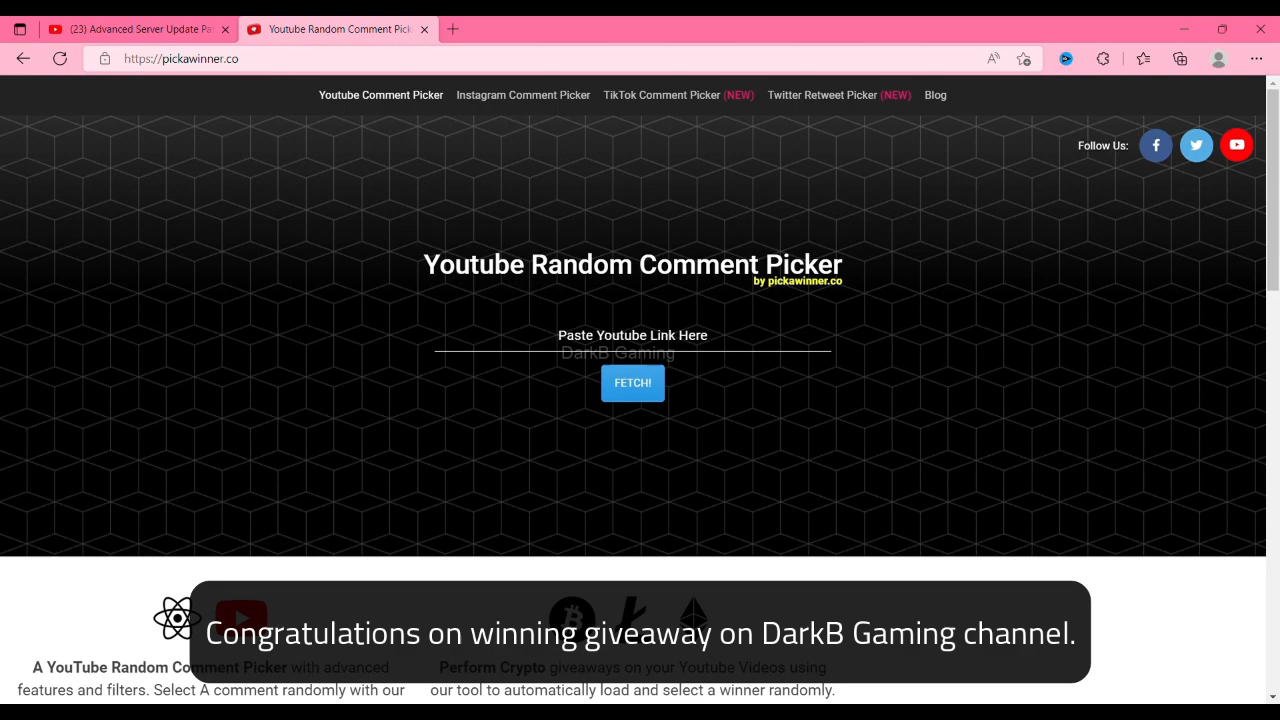 (23) Advanced Server Update Pa
Youtube Random Comment Pick
https://pickawinner.co
Youtube Comment Picker Instagram Comment Picker TikTok Comment Picker (NEW) Twitter Retweet Picker (NEW) Blog
Follow Us:
Youtube Random Comment Picker
by pickawinner.co
Paste Youtube Link Here
DarkB Gaming
FETCH!
Congratulations on winning giveaway on DarkB Gaming channel.
A YouTube Random Comment Picker with advanced
features and filters. Select A comment randomly with our
Perform Crypto giveaways on your Youtube Videos using
our tool to automatically load and select a winner randomly.